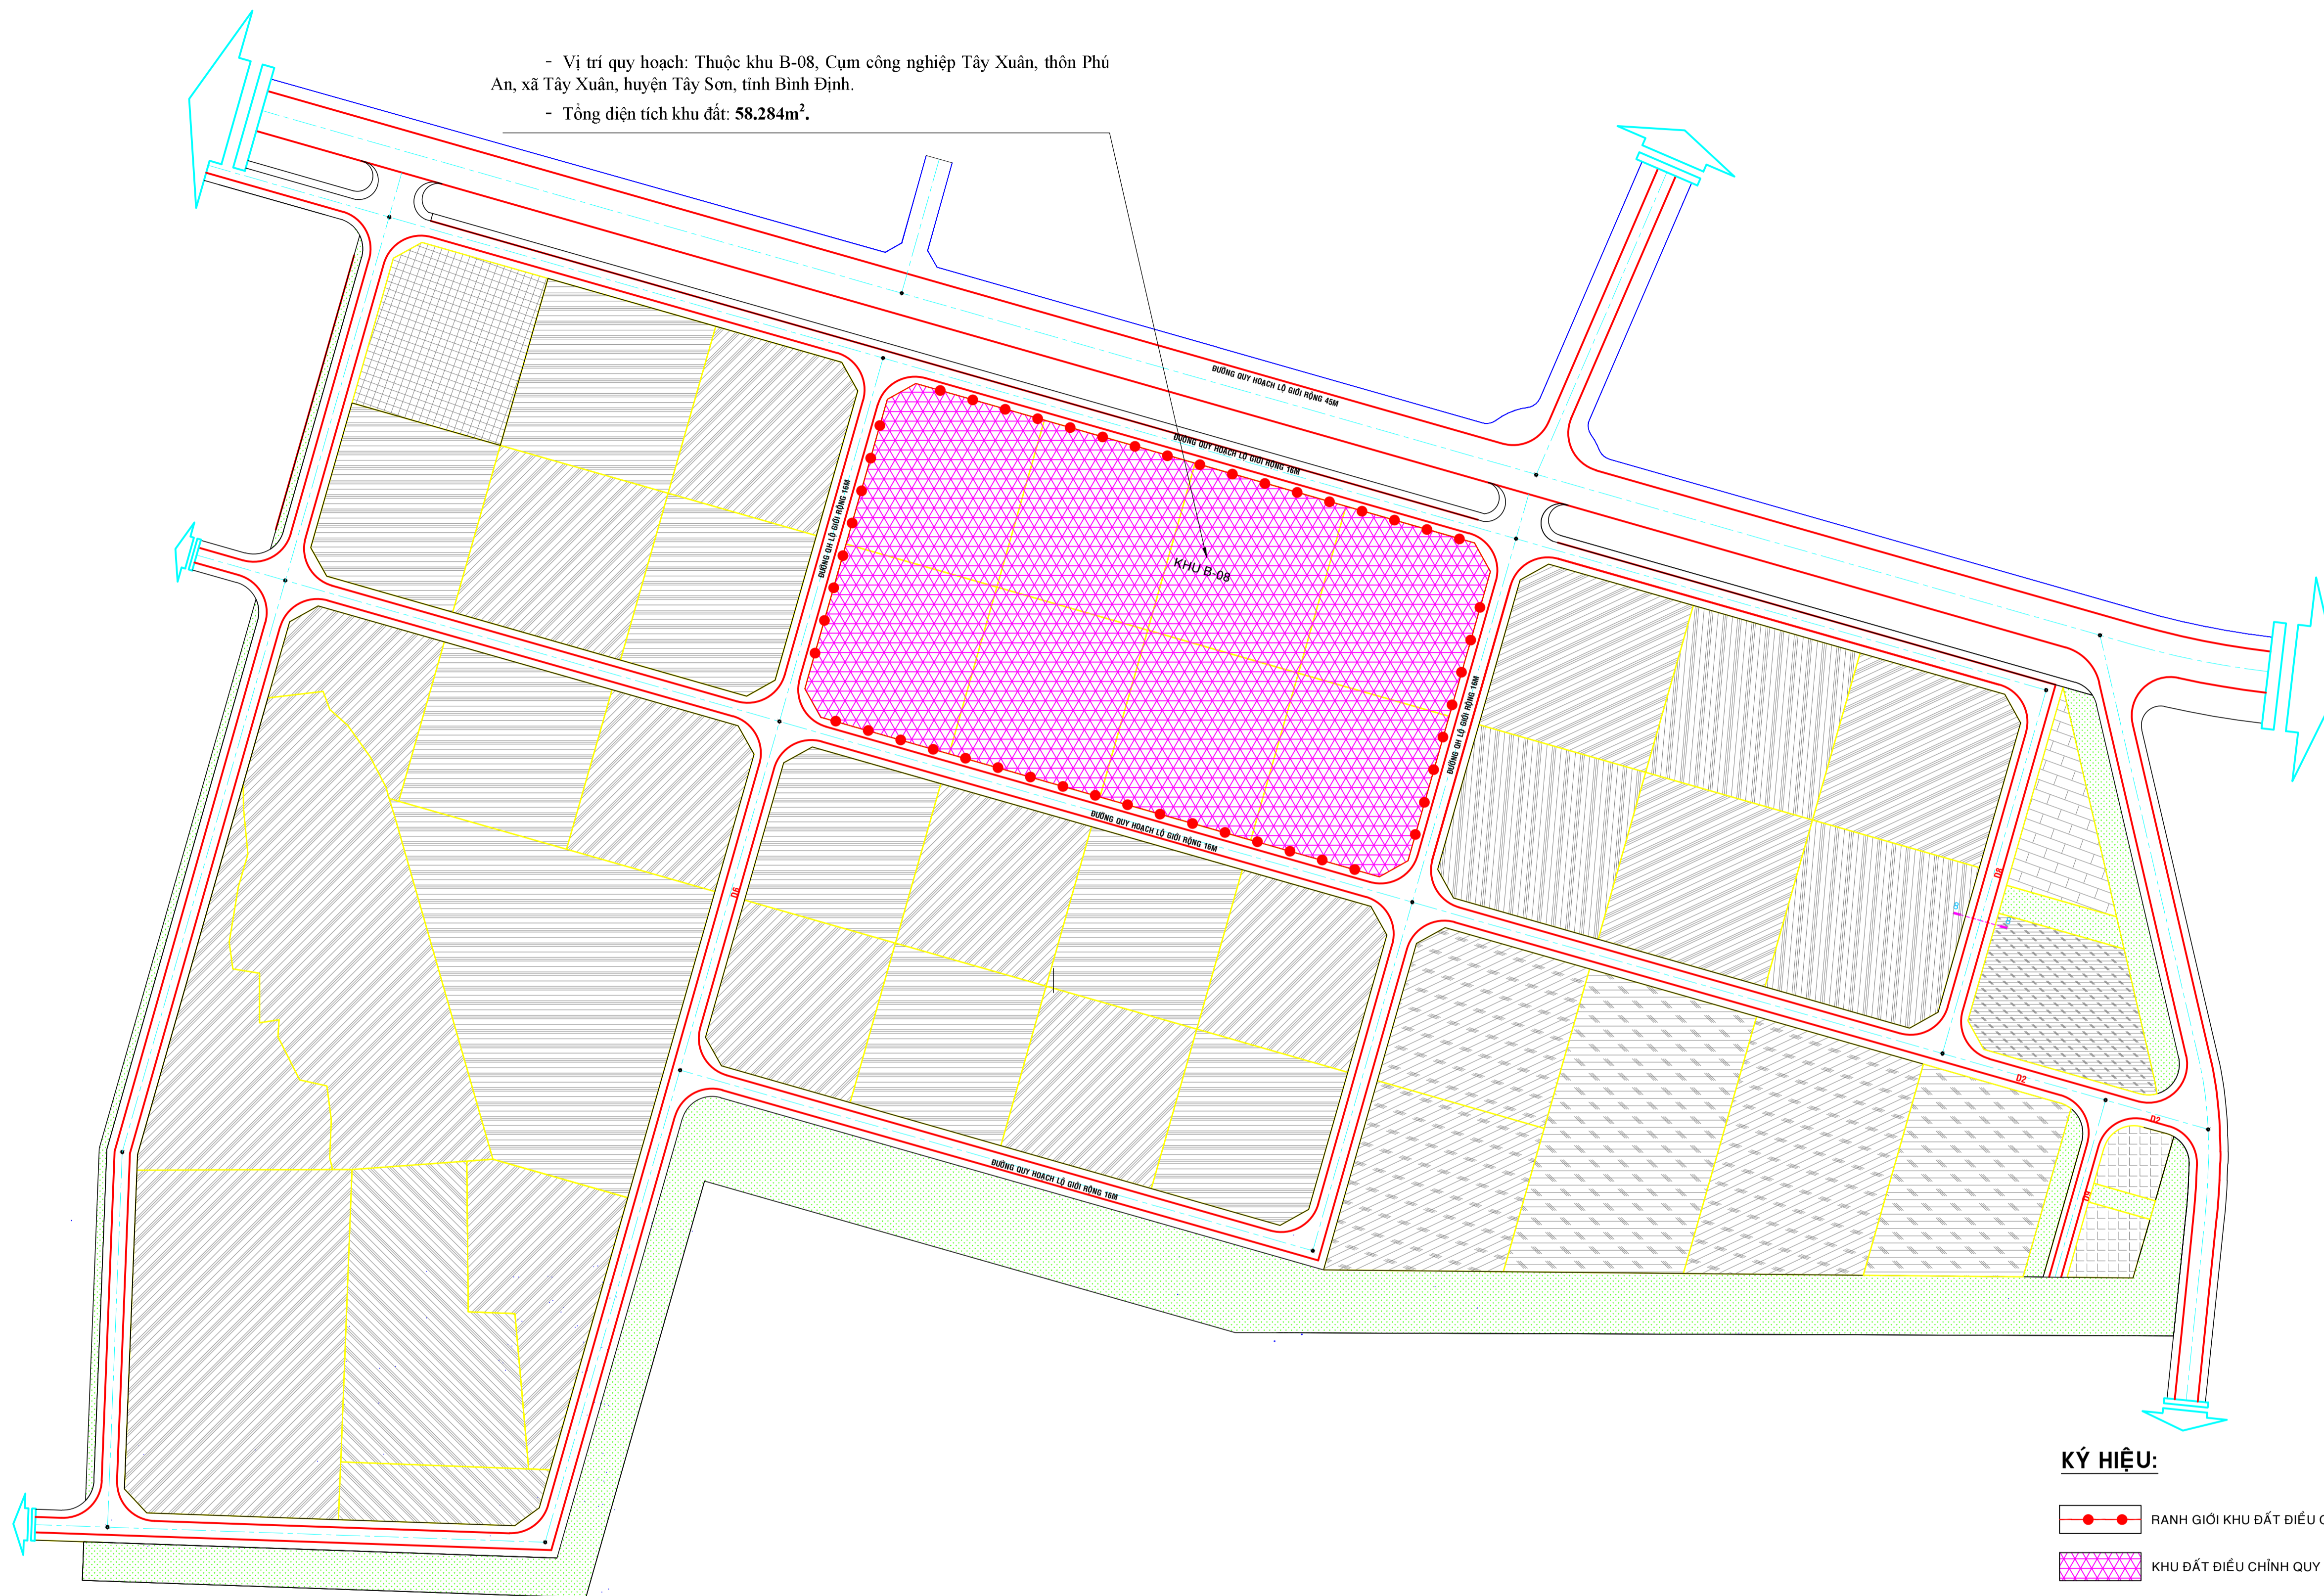 - Vị trí quy hoạch: Thuộc khu B-08, Cụm công nghiệp Tây Xuân, thôn Phú
An, xã Tây Xuân, huyện Tây Sơn, tỉnh Bình Định.
- Tổng diện tích khu đất: 58.284m².
ĐƯỜNG QUY HOẠCH LỘ GIỚI RỘNG 45M
ĐƯỜNG QUY HOẠCH LỘ GIỚI RỘNG 16M
ĐƯỜNG QH LỘ GIỚI RỘNG 16M
KHU B-08
ĐƯỜNG QH LỘ GIỚI RỘNG 16M
ĐƯỜNG QUY HOẠCH LỘ GIỚI RỘNG 16M
D6
D8
B
B
D2
D2
D9
ĐƯỜNG QUY HOẠCH LỘ GIỚI RỘNG 16M
KÝ HIỆU:
RANH GIỚI KHU ĐẤT ĐIỀU
KHU ĐẤT ĐIỀU CHỈNH QUY